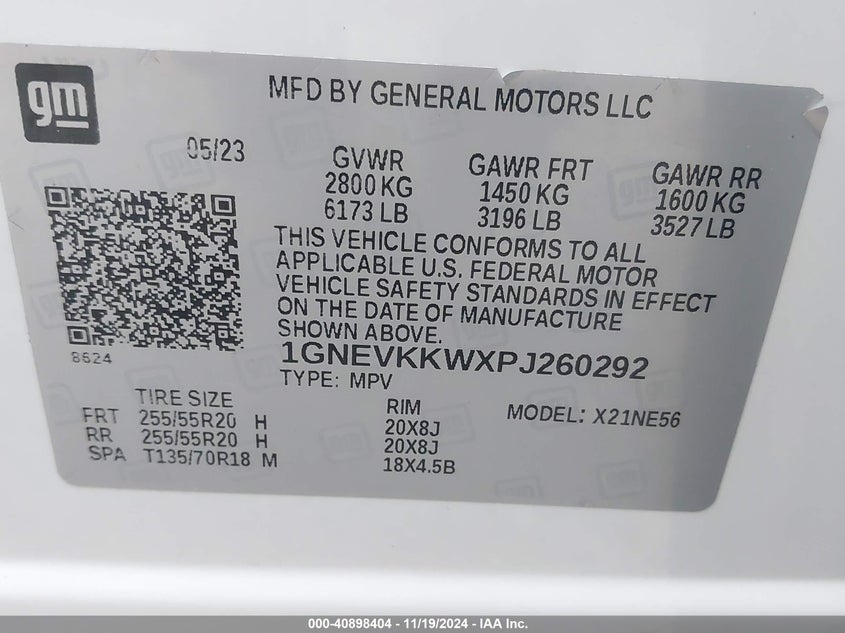 gm
MFD BY GENERAL MOTORS LLC
05/23
GVWR
2800 KG
6173 LB
GAWR FRT
1450 KG
3196 LB
GAWR RR
1600 KG
3527 LB
THIS VEHICLE CONFORMS TO ALL
APPLICABLE U.S. FEDERAL MOTOR
VEHICLE SAFETY STANDARDS IN EFFECT
ON THE DATE OF MANUFACTURE
SHOWN ABOVE.
8624
1GNEVKKWXPJ260292
TYPE: MPV
TIRE SIZE
FRT 255/55R20 H
RR 255/55R20 H
SPA T135/70R18 M
RIM
20X8J
20X8J
18X4.5B
MODEL: X21NE56
000-40898404 - 11/19/2024 - IAA Inc.